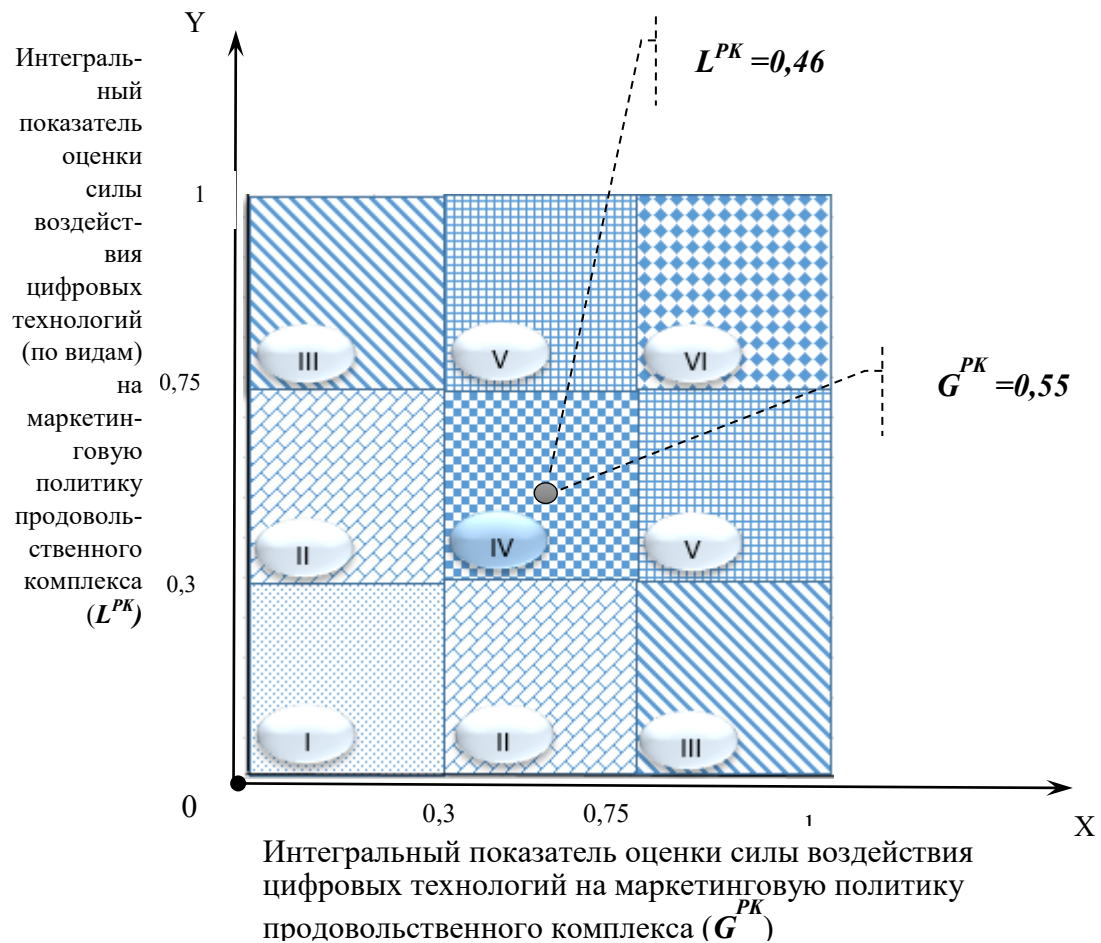 Y
Интеграль-
ный
показатель
оценки
силы
воздейст-
вия
цифровых
технологий
(по видам)
на
маркетин-
говую
политику
продоволь-
ственного
комплекса
(L^PK)
L^PK =0,46
G^PK =0,55
1
0,75
0,3
III
V
VI
II
IV
V
I
II
III
0
0,3
0,75
1
X
Интегральный показатель оценки силы воздействия
цифровых технологий на маркетинговую политику
продовольственного комплекса (G^PK)